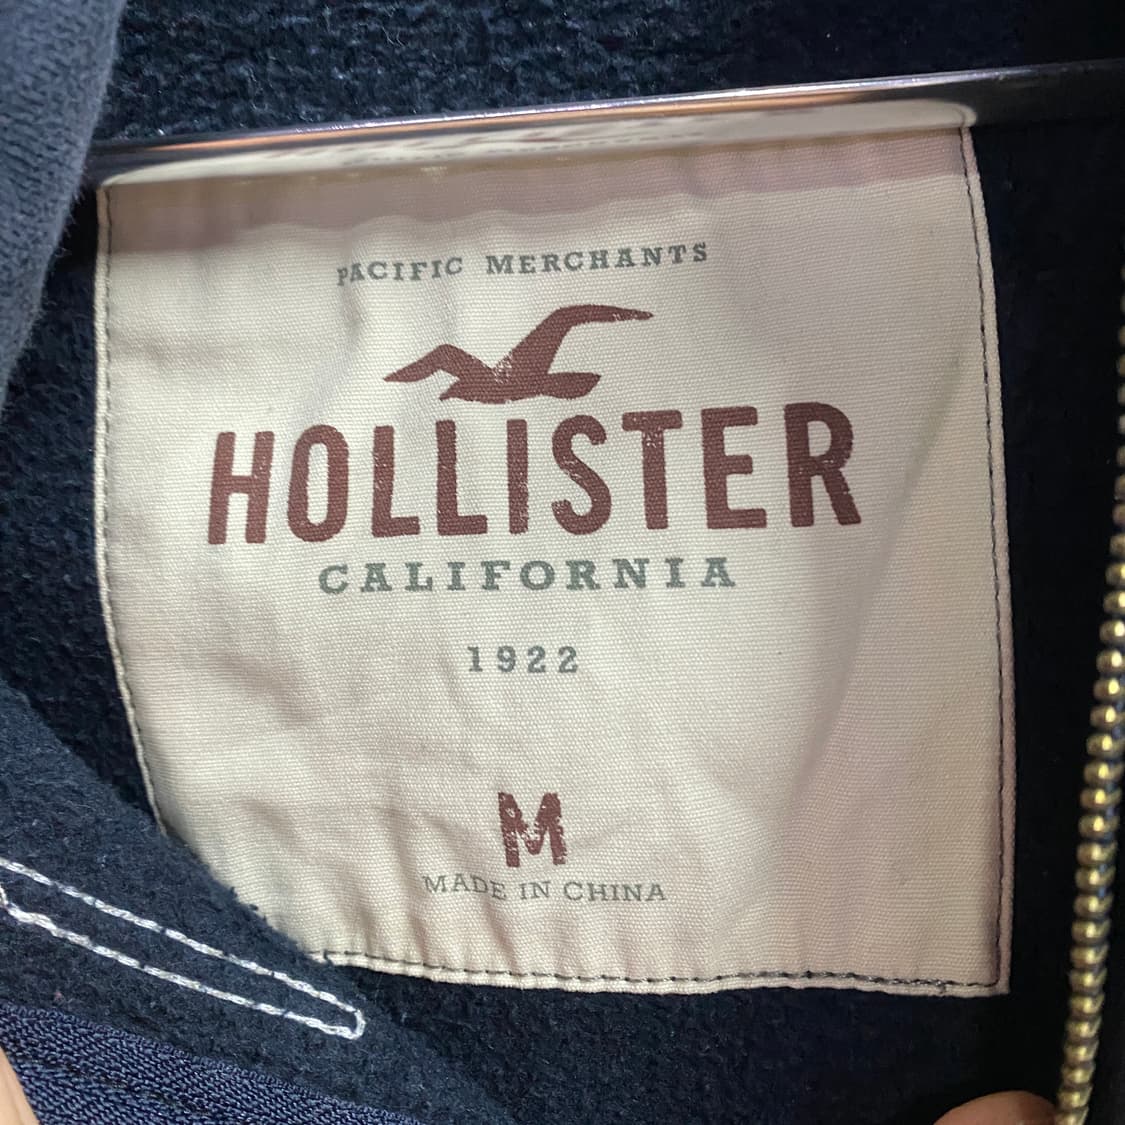 PACIFIC MERCHANTS
HOLLISTER
CALIFORNIA
1922
M
MADE IN CHINA